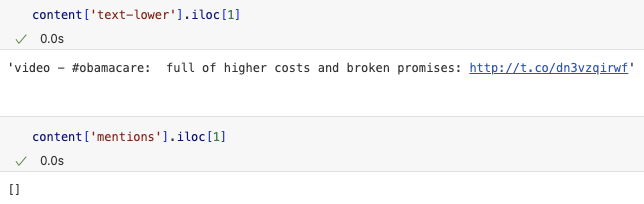 content['text-lower'].iloc[1]
✓ 0.0s
'video - #obamacare:  full of higher costs and broken promises: http://t.co/dn3vzqirwf'
content['mentions'].iloc[1]
✓ 0.0s
[]